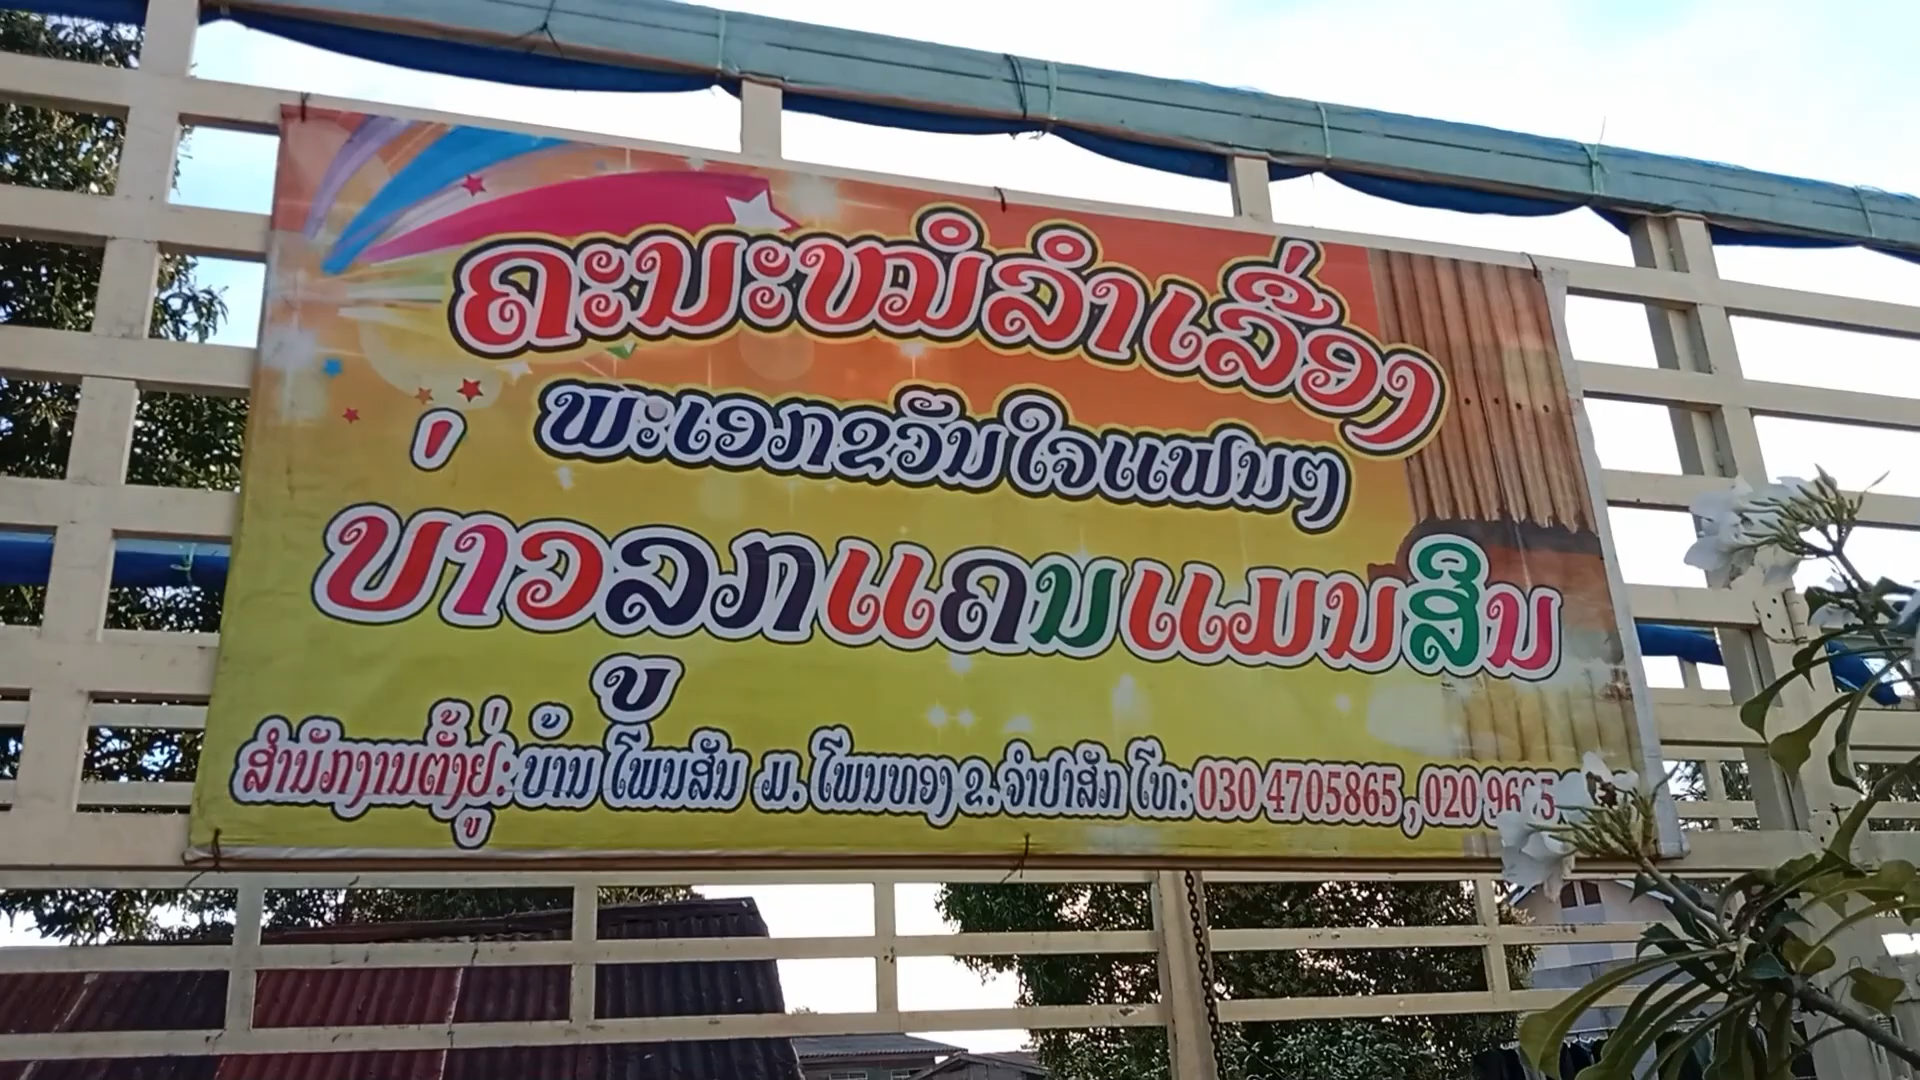 ຄະນະໝໍລຳເລື່ອງ
ພະເອກຂວັນໃຈແຟນໆ
ບ່າວລູກແຄນແມນສິນ
ສຳນັກງານຕັ້ງຢູ່: ບ້ານ ໂພນສັນ ມ. ໂພນທອງ ຂ. ຈຳປາສັກ ໂທ: 030 4705865, 020